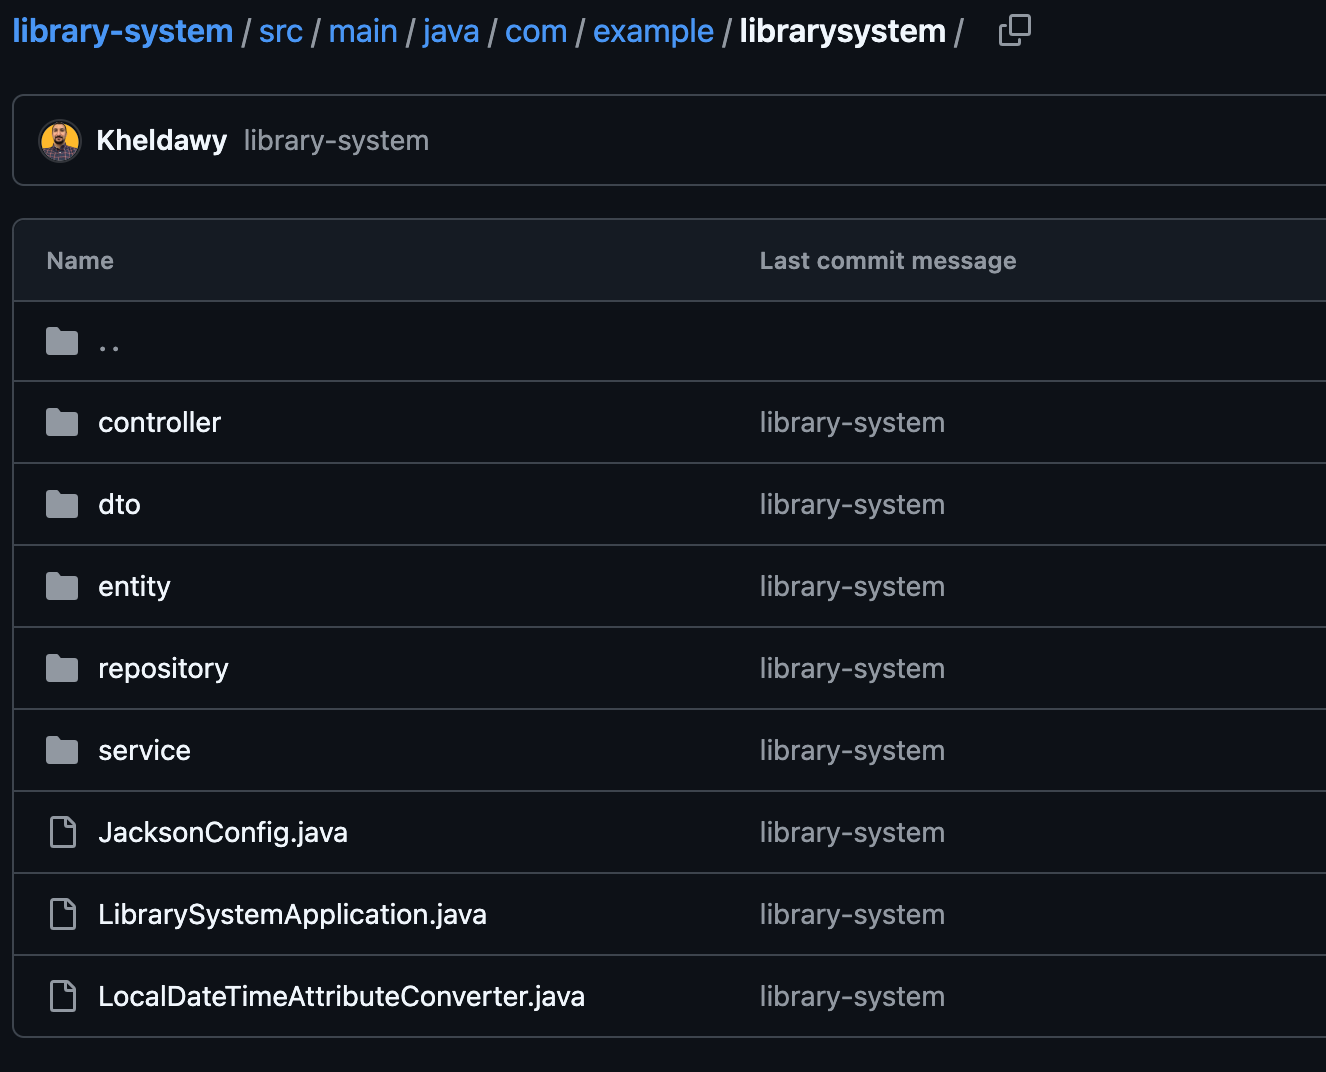 library-system / src / main / java / com / example / librarysystem /
Kheldawy library-system
Name Last commit message
..
controller library-system
dto library-system
entity library-system
repository library-system
service library-system
JacksonConfig.java library-system
LibrarySystemApplication.java library-system
LocalDateTimeAttributeConverter.java library-system